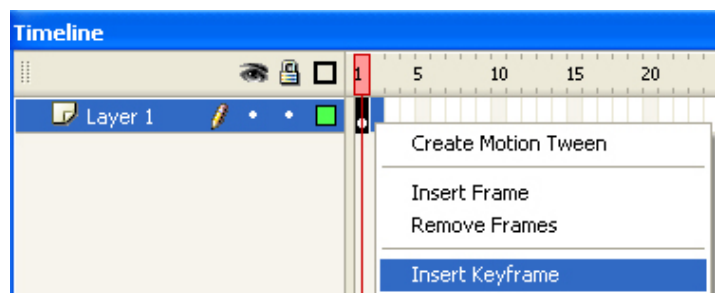 Timeline
1 5 10 15 20
Layer 1
Create Motion Tween
Insert Frame
Remove Frames
Insert Keyframe